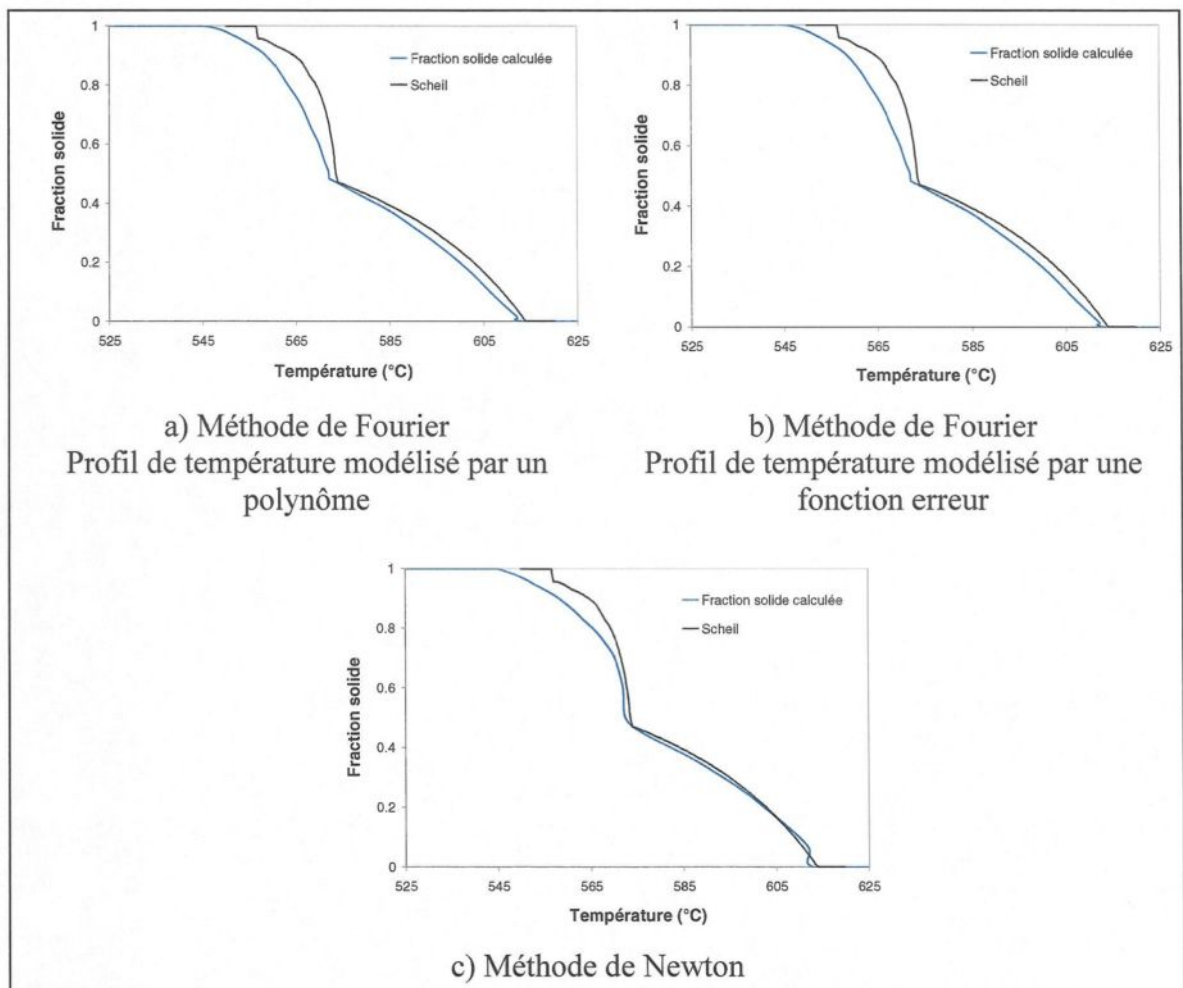 1
0.8
0.6
0.4
0.2
0
Fraction solide
Fraction solide calculée
Scheil
525 545 565 585 605 625
Température (°C)
a) Méthode de Fourier
Profil de température modélisé par un
polynôme
1
0.8
0.6
0.4
0.2
0
Fraction solide
Fraction solide calculée
Scheil
525 545 565 585 605 625
Température (°C)
b) Méthode de Fourier
Profil de température modélisé par une
fonction erreur
1
0.8
0.6
0.4
0.2
0
Fraction solide
Fraction solide calculée
Scheil
525 545 565 585 605 625
Température (°C)
c) Méthode de Newton